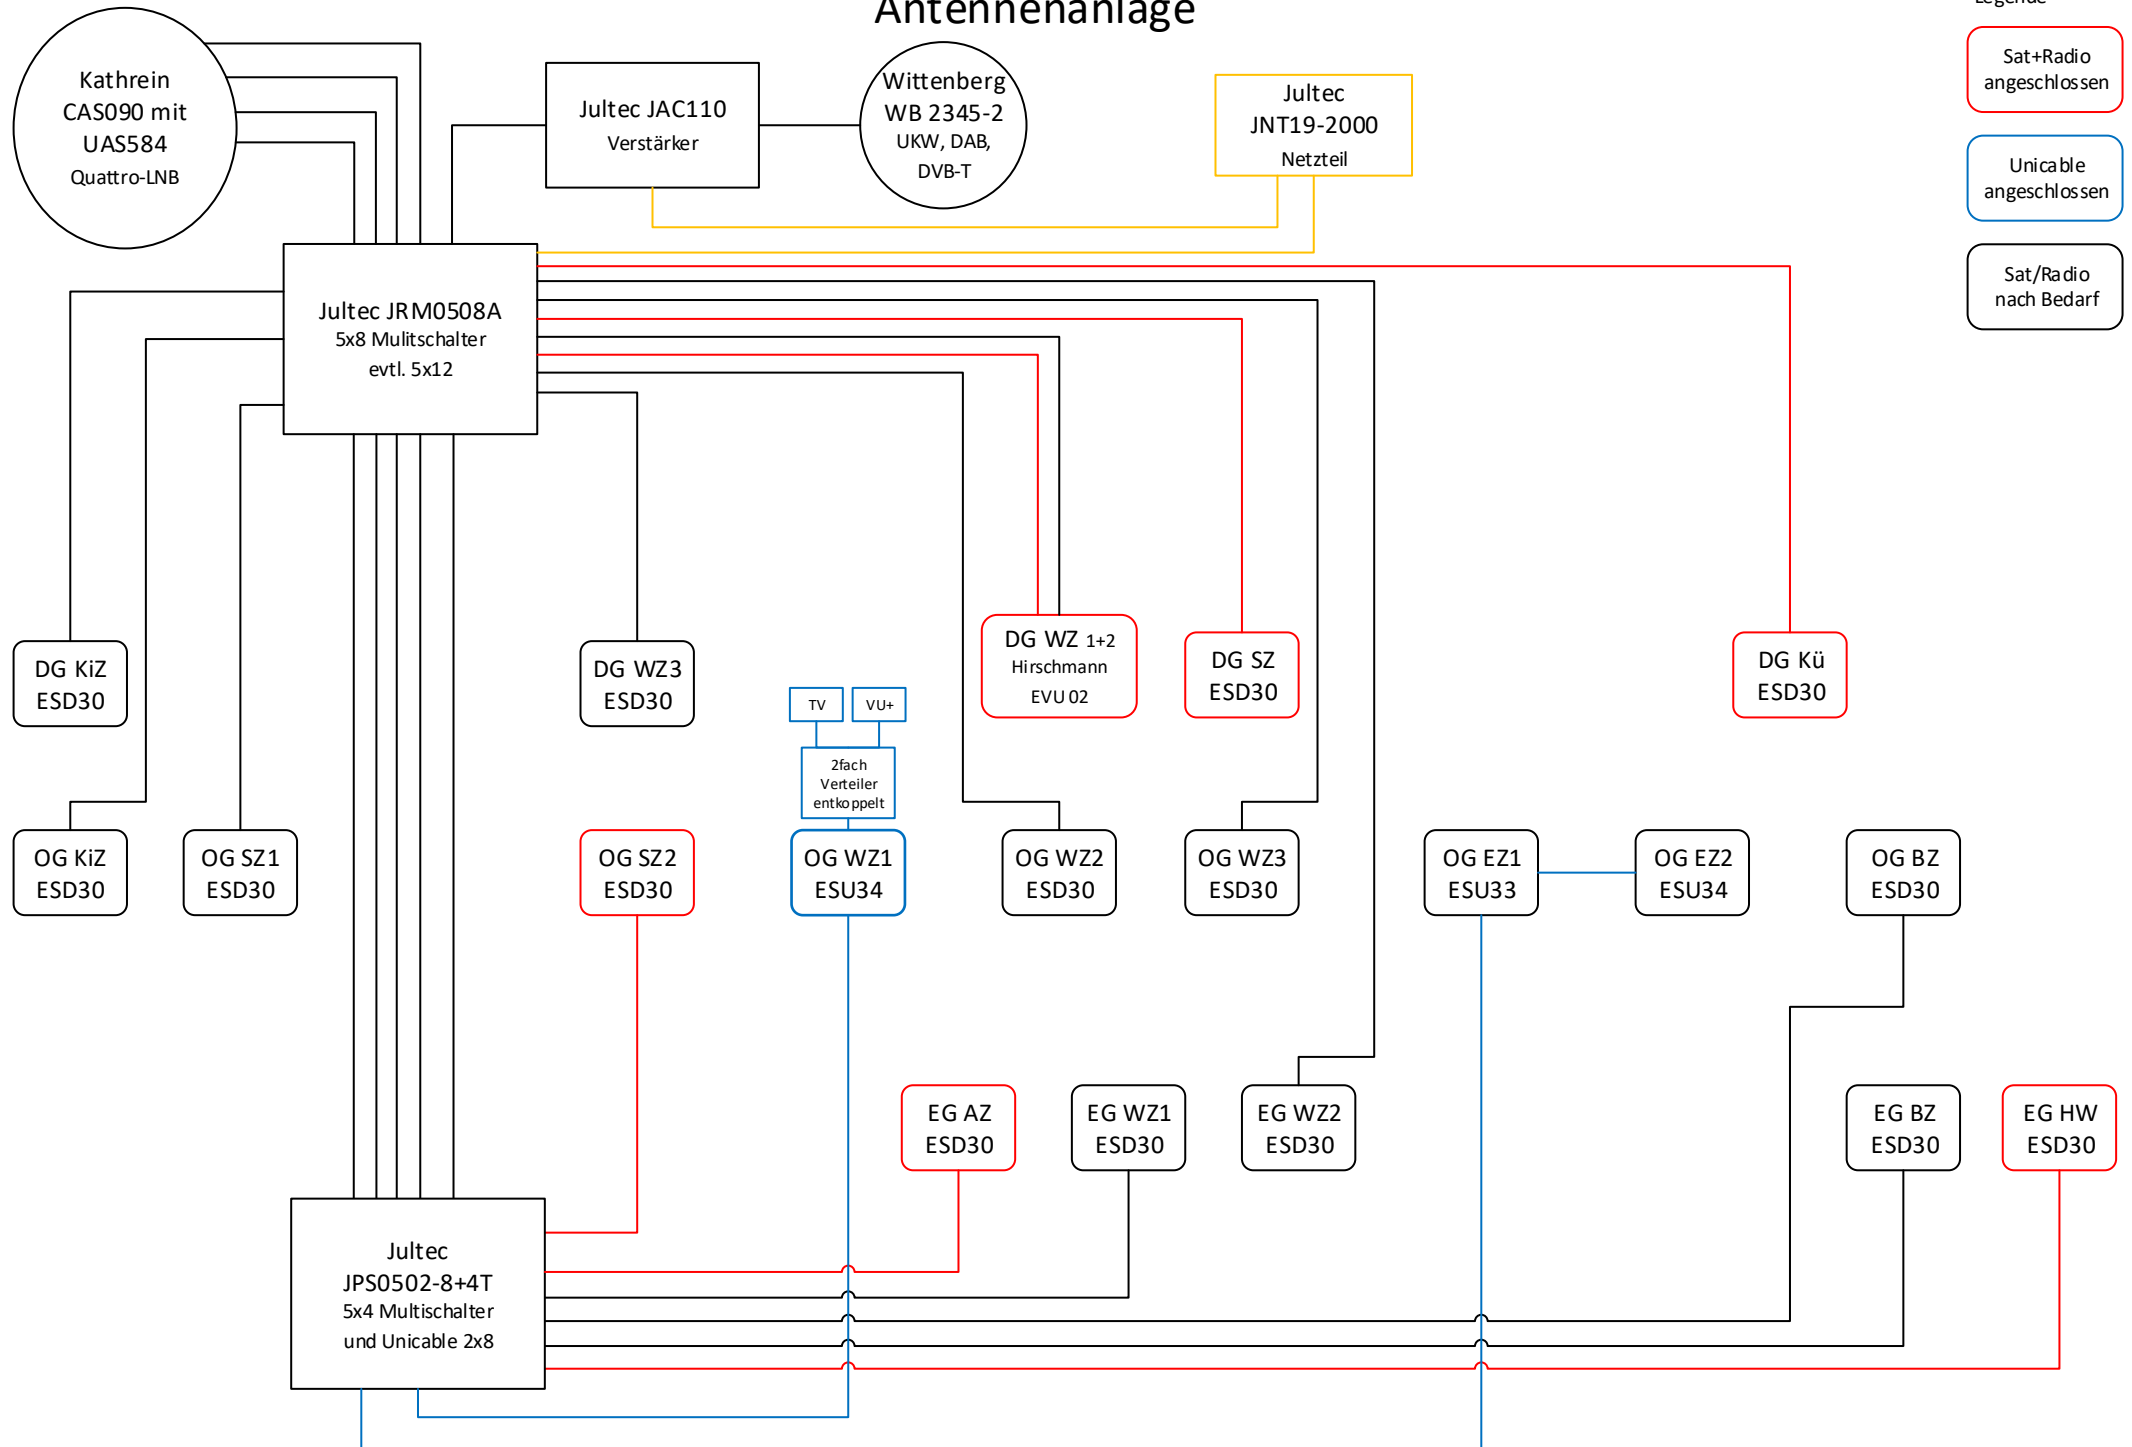 Antennenanlage
Legende
Kathrein
CAS090 mit
UAS584
Quattro-LNB
Jultec JAC110
Verstärker
Wittenberg
WB 2345-2
UKW, DAB,
DVB-T
Jultec
JNT19-2000
Netzteil
Sat+Radio
angeschlossen
Unicable
angeschlossen
Sat/Radio
nach Bedarf
Jultec JRM0508A
5x8 Mulitschalter
evtl. 5x12
DG KiZ
ESD30
DG WZ3
ESD30
DG WZ 1+2
Hirschmann
EVU 02
DG SZ
ESD30
DG Kü
ESD30
TV
VU+
2fach
Verteiler
entkoppelt
OG KiZ
ESD30
OG SZ1
ESD30
OG SZ2
ESD30
OG WZ1
ESU34
OG WZ2
ESD30
OG WZ3
ESD30
OG EZ1
ESU33
OG EZ2
ESU34
OG BZ
ESD30
EG AZ
ESD30
EG WZ1
ESD30
EG WZ2
ESD30
EG BZ
ESD30
EG HW
ESD30
Jultec
JPS0502-8+4T
5x4 Multischalter
und Unicable 2x8